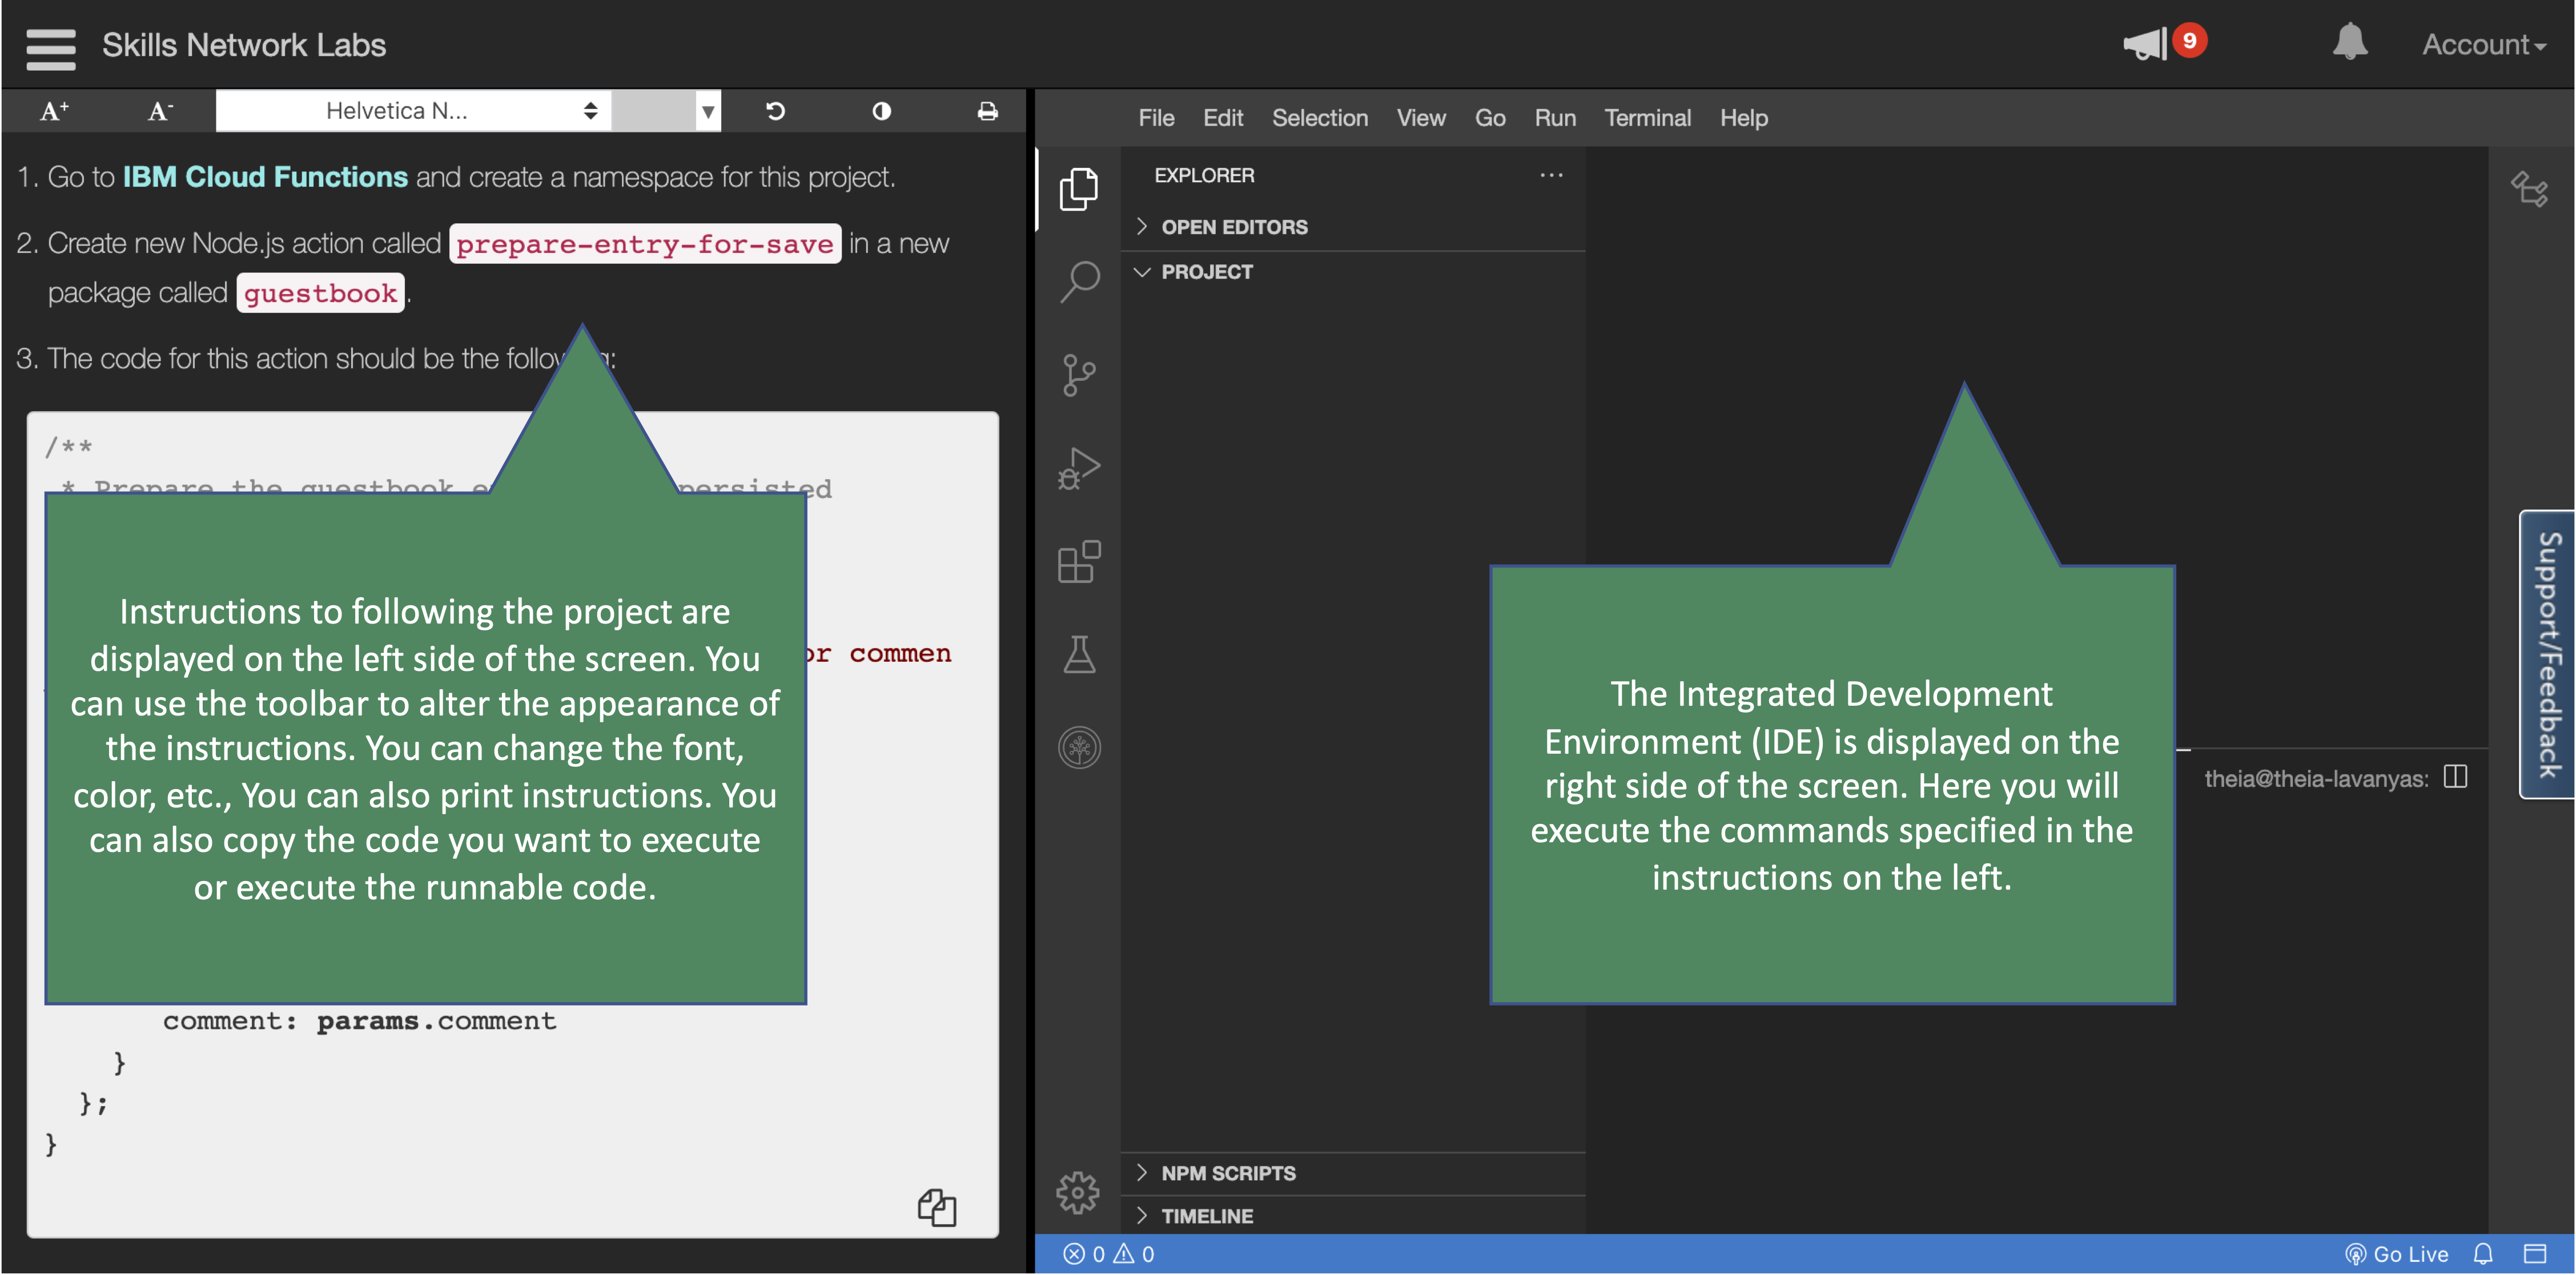 Skills Network Labs
9
Account
A+ A-
Helvetica N...
1. Go to IBM Cloud Functions and create a namespace for this project.
2. Create new Node.js action called prepare-entry-for-save in a new
package called guestbook.
3. The code for this action should be the following:
/**
* Prepare the guestbook persisted
or commen
Instructions to following the project are
displayed on the left side of the screen. You
can use the toolbar to alter the appearance of
the instructions. You can change the font,
color, etc., You can also print instructions. You
can also copy the code you want to execute
or execute the runnable code.
comment: params.comment
}
};
}
File Edit Selection View Go Run Terminal Help
EXPLORER
...
OPEN EDITORS
PROJECT
The Integrated Development
Environment (IDE) is displayed on the
right side of the screen. Here you will
execute the commands specified in the
instructions on the left.
theia@theia-lavanyas:
Support/Feedback
NPM SCRIPTS
TIMELINE
0 0
Go Live